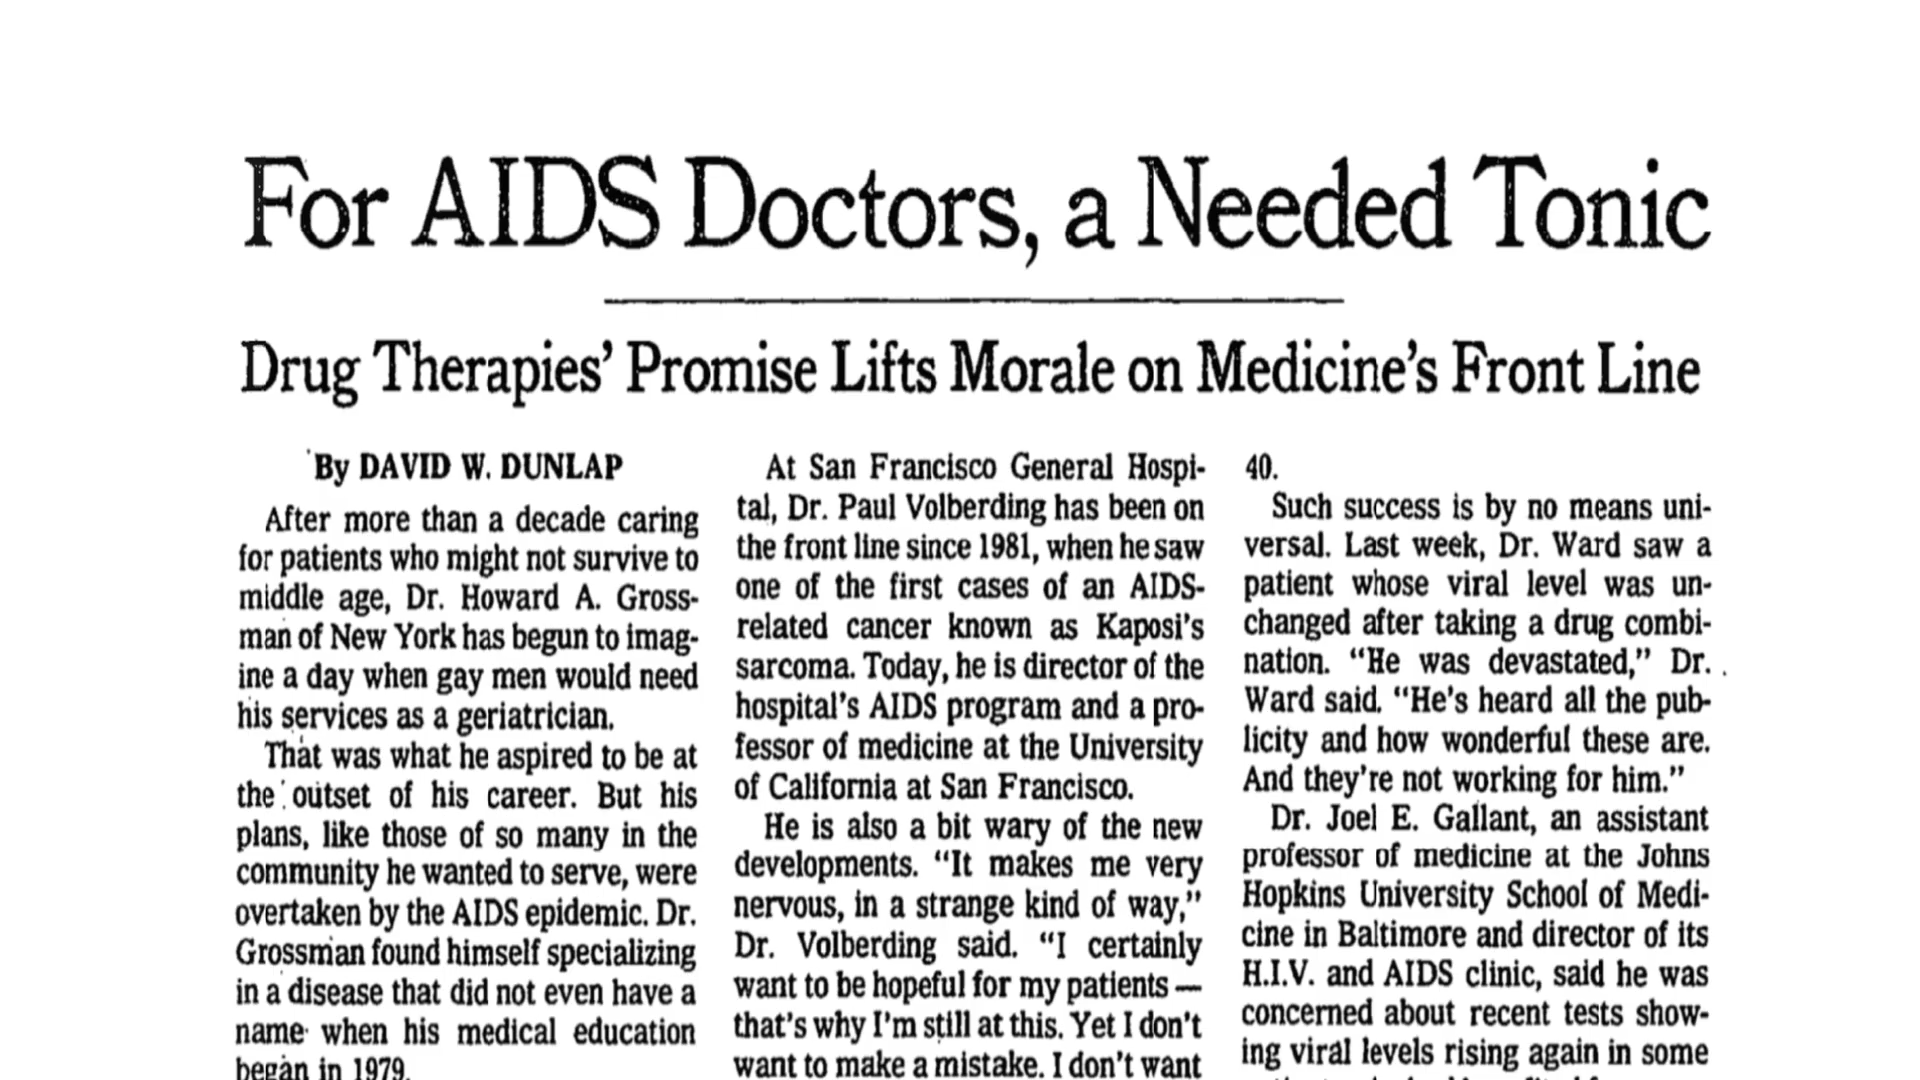 For AIDS Doctors, a Needed Tonic
Drug Therapies' Promise Lifts Morale on Medicine's Front Line
By DAVID W. DUNLAP
After more than a decade caring
for patients who might not survive to
middle age, Dr. Howard A. Gross-
man of New York has begun to imag-
ine a day when gay men would need
his services as a geriatrician.
That was what he aspired to be at
the outset of his career. But his
plans, like those of so many in the
community he wanted to serve, were
overtaken by the AIDS epidemic. Dr.
Grossman found himself specializing
in a disease that did not even have a
name when his medical education
began in 1979.
At San Francisco General Hospi-
tal, Dr. Paul Volberding has been on
the front line since 1981, when he saw
one of the first cases of an AIDS-
related cancer known as Kaposi's
sarcoma. Today, he is director of the
hospital's AIDS program and a pro-
fessor of medicine at the University
of California at San Francisco.
He is also a bit wary of the new
developments. "It makes me very
nervous, in a strange kind of way,"
Dr. Volberding said. "I certainly
want to be hopeful for my patients —
that's why I'm still at this. Yet I don't
want to make a mistake. I don't want
40.
Such success is by no means uni-
versal. Last week, Dr. Ward saw a
patient whose viral level was un-
changed after taking a drug combi-
nation. "He was devastated," Dr.
Ward said. "He's heard all the pub-
licity and how wonderful these are.
And they're not working for him."
Dr. Joel E. Gallant, an assistant
professor of medicine at the Johns
Hopkins University School of Medi-
cine in Baltimore and director of its
H.I.V. and AIDS clinic, said he was
concerned about recent tests show-
ing viral levels rising again in some